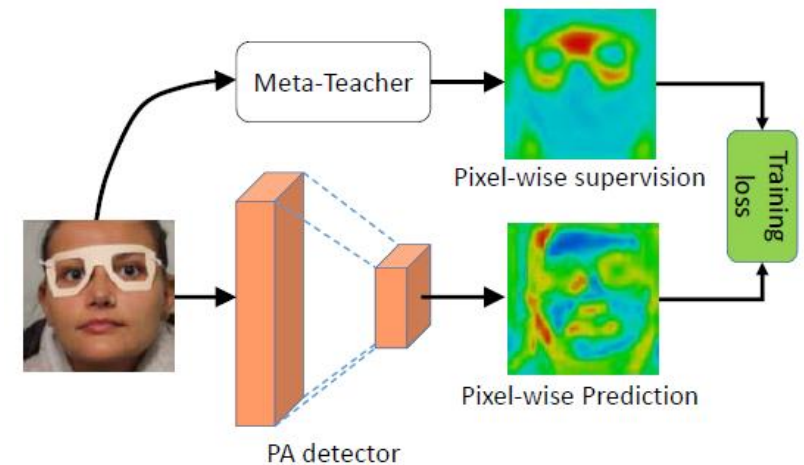 Meta-Teacher
Pixel-wise supervision
Training
loss
Pixel-wise Prediction
PA detector